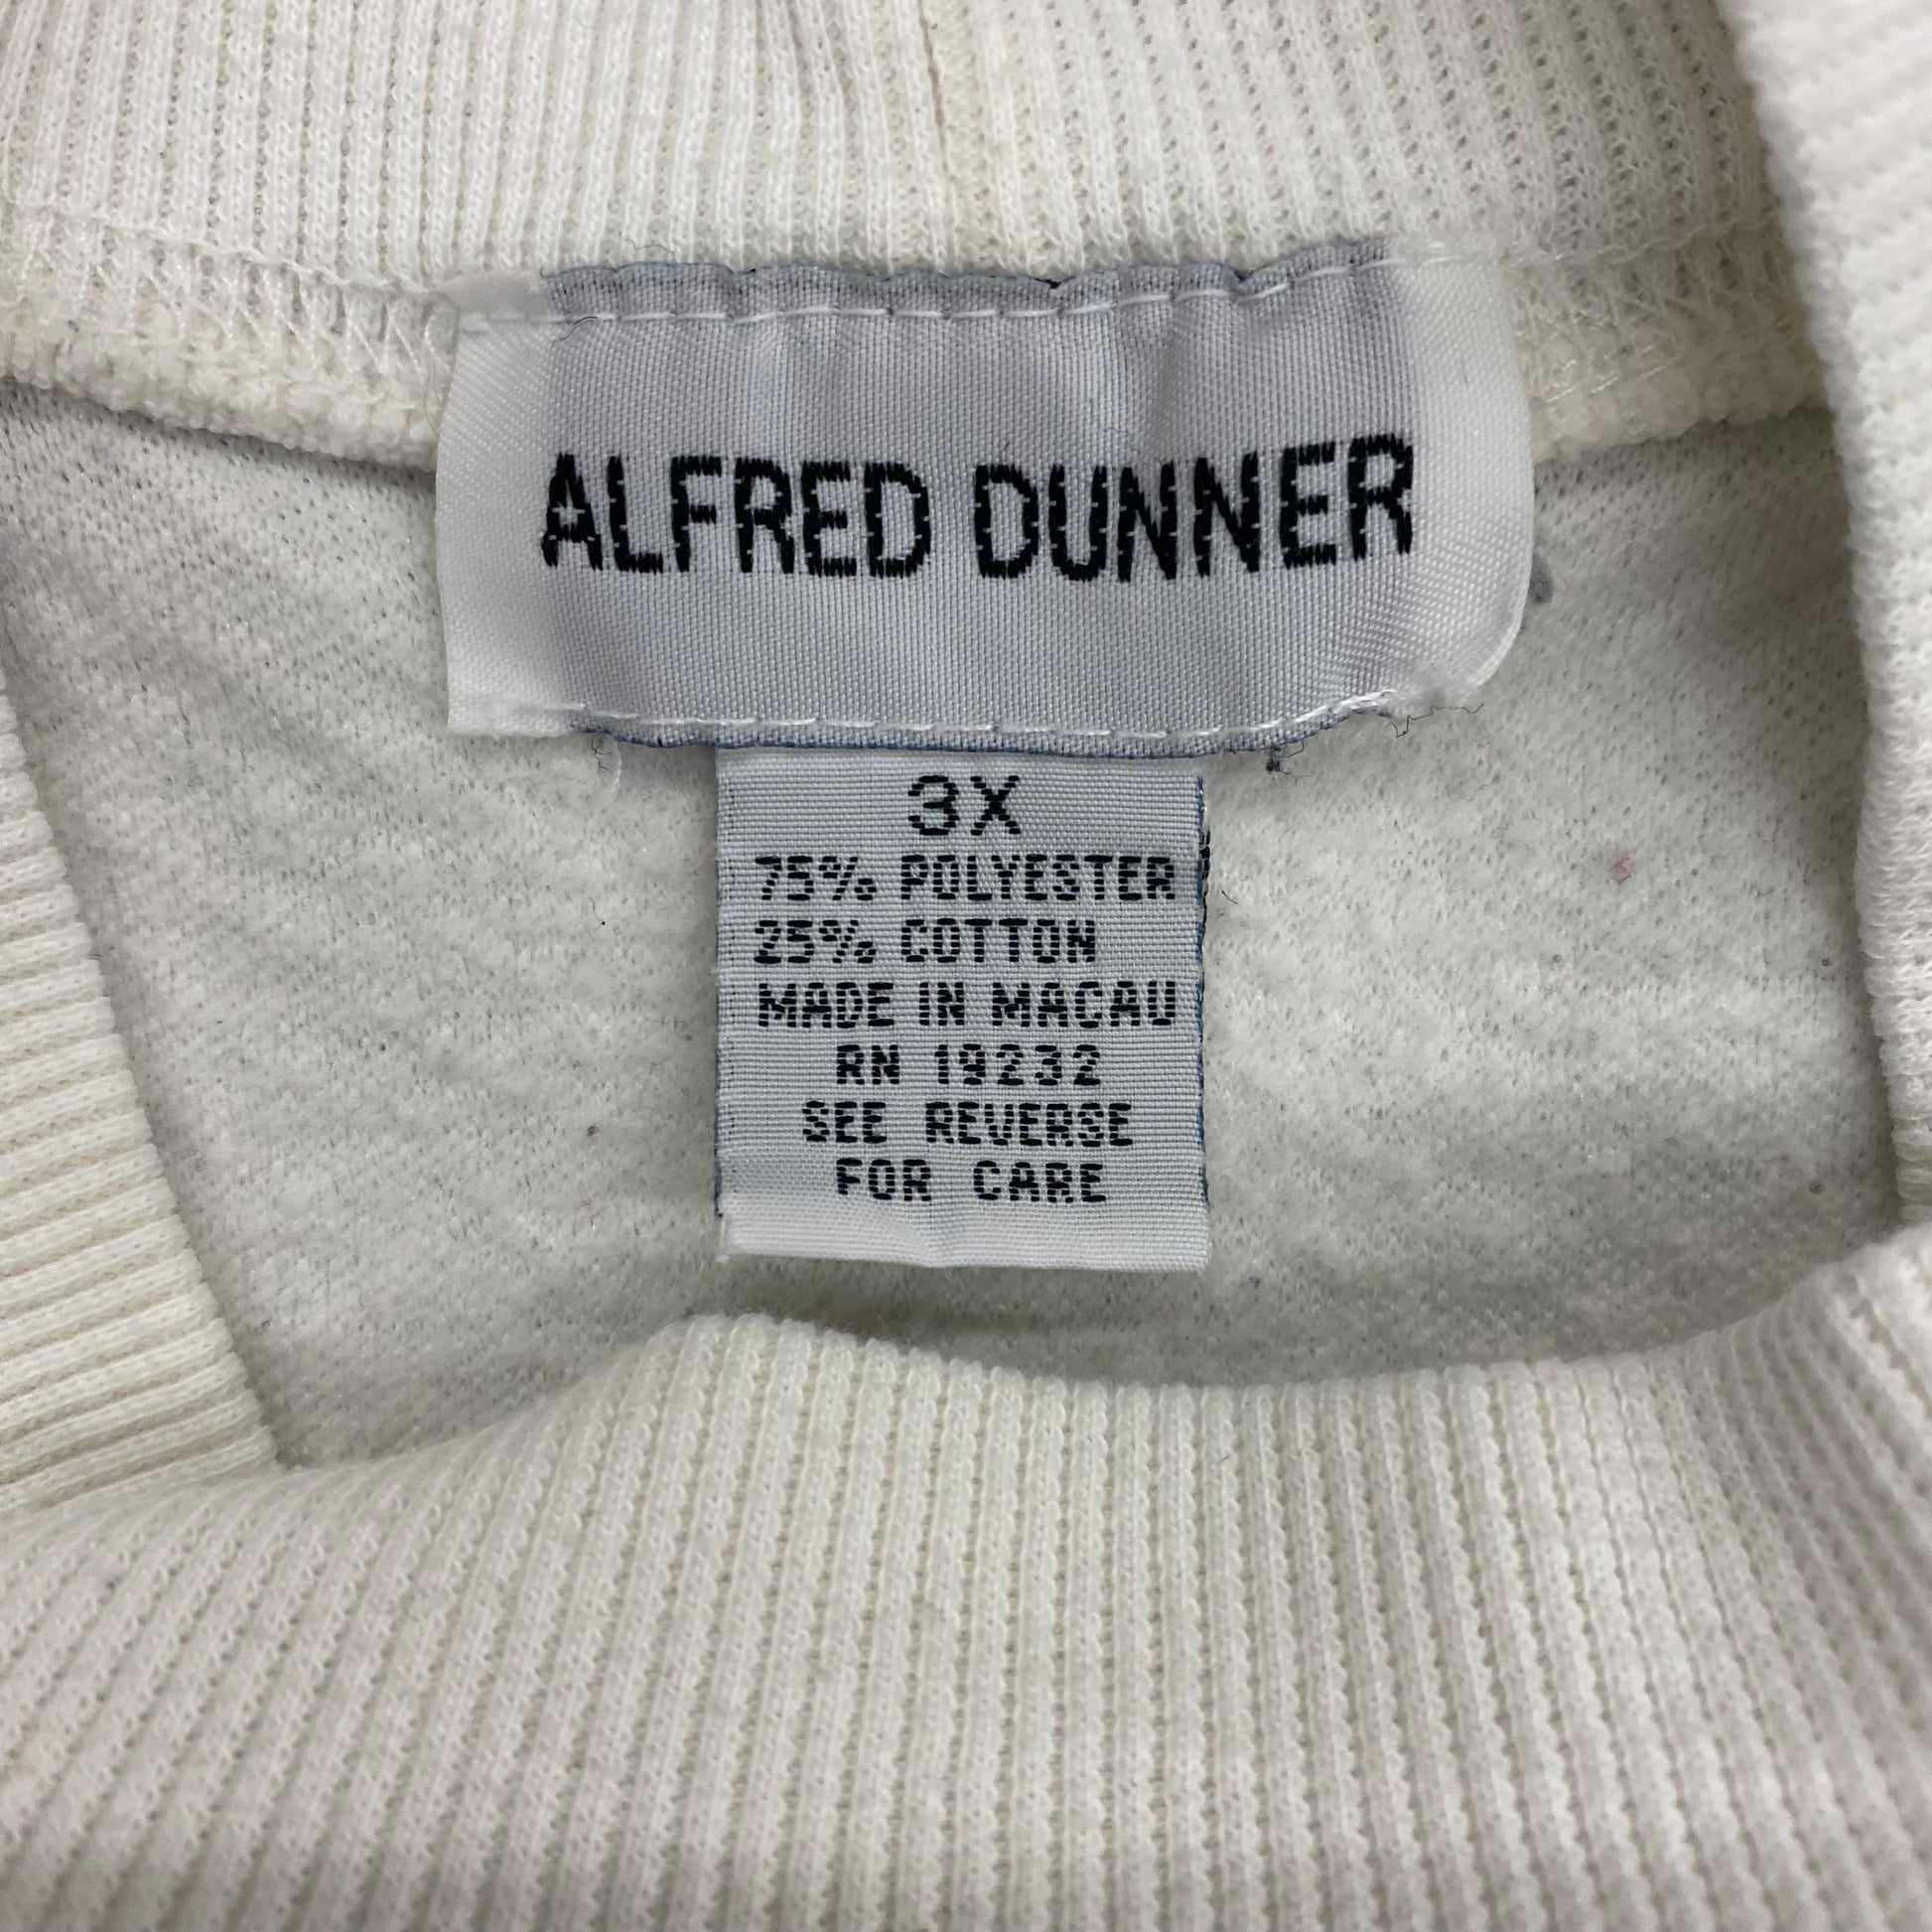 ALFRED DUNNER
3X
75% POLYESTER
25% COTTON
MADE IN MACAU
RN 19232
SEE REVERSE
FOR CARE